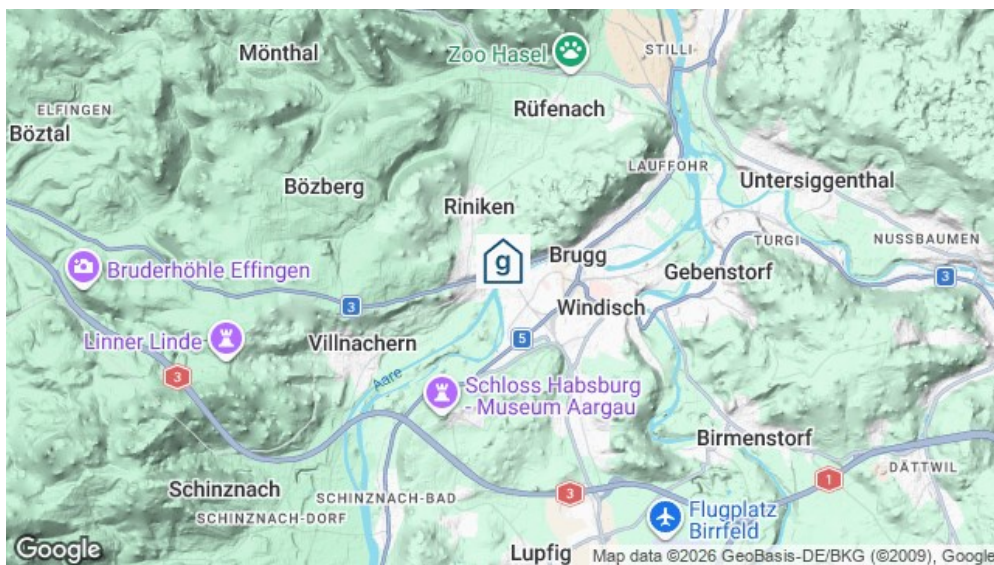 Mönthal
Zoo Hasel
STILLI
ELFINGEN
Böztal
Rüfenach
LAUFFOHR
Bözberg
Untersiggenthal
Riniken
TURGI
NUSSBAUMEN
g
Brugg
Bruderhöhle Effingen
Gebenstorf
3
3
Windisch
Linner Linde
Villnachern
5
3
Aare
Schloss Habsburg
- Museum Aargau
Birmenstorf
DÄTTWIL
1
Schinznach
SCHINZNACH-BAD
3
SCHINZNACH-DORF
Flugplatz
Birrfeld
Google
Lupfig
Map data ©2026 GeoBasis-DE/BKG (©2009), Google